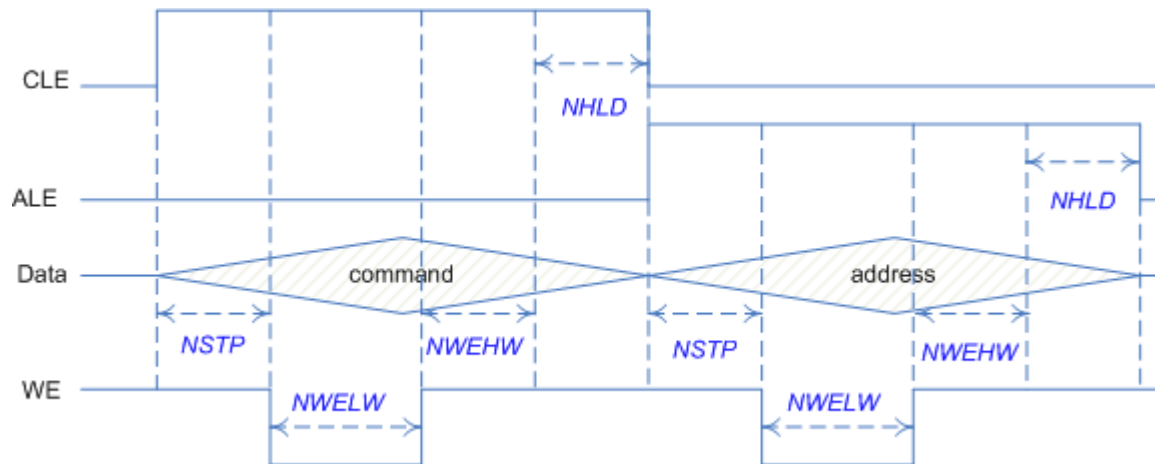 CLE
NHLD
ALE
NHLD
Data
command
address
NSTP
NWEHW
NSTP
NWEHW
WE
NWELW
NWELW